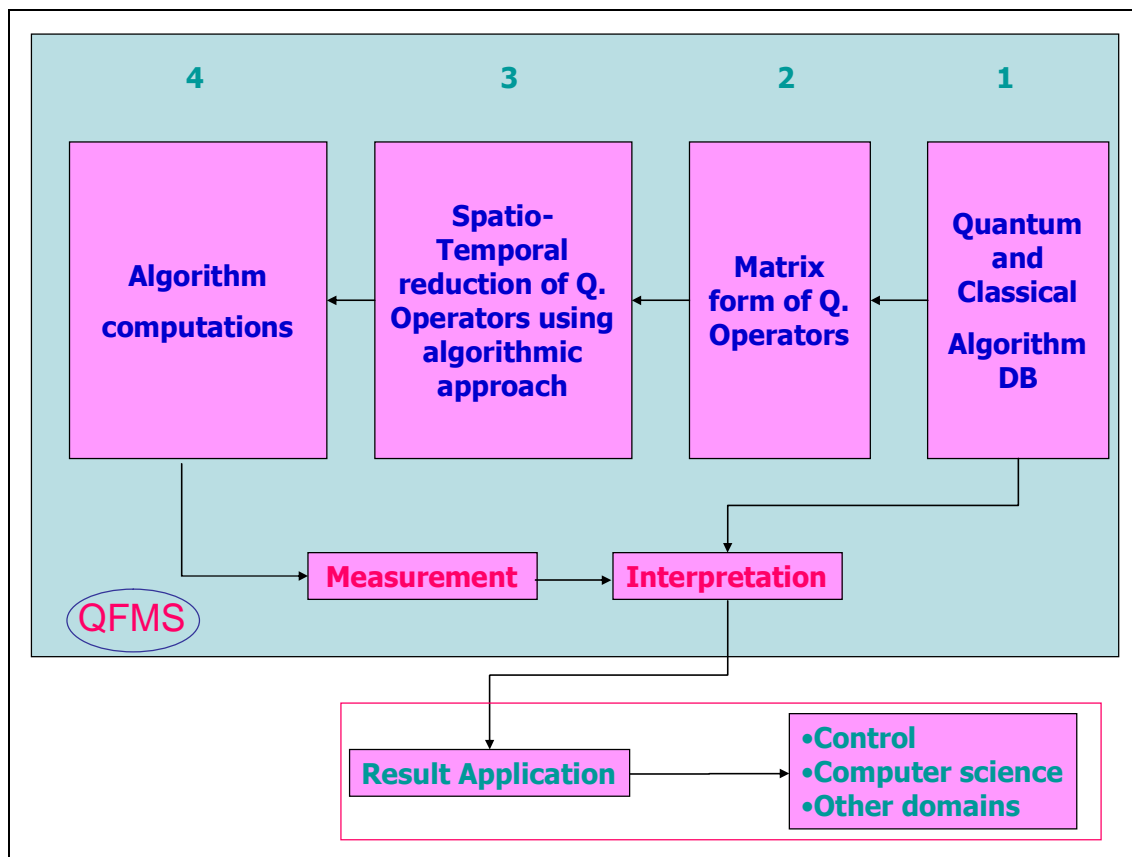 4
3
2
1
Algorithm
computations
Spatio-
Temporal
reduction of Q.
Operators using
algorithmic
approach
Matrix
form of Q.
Operators
Quantum
and
Classical
Algorithm
DB
Measurement
Interpretation
QFMS
Result Application
•Control
•Computer science
•Other domains